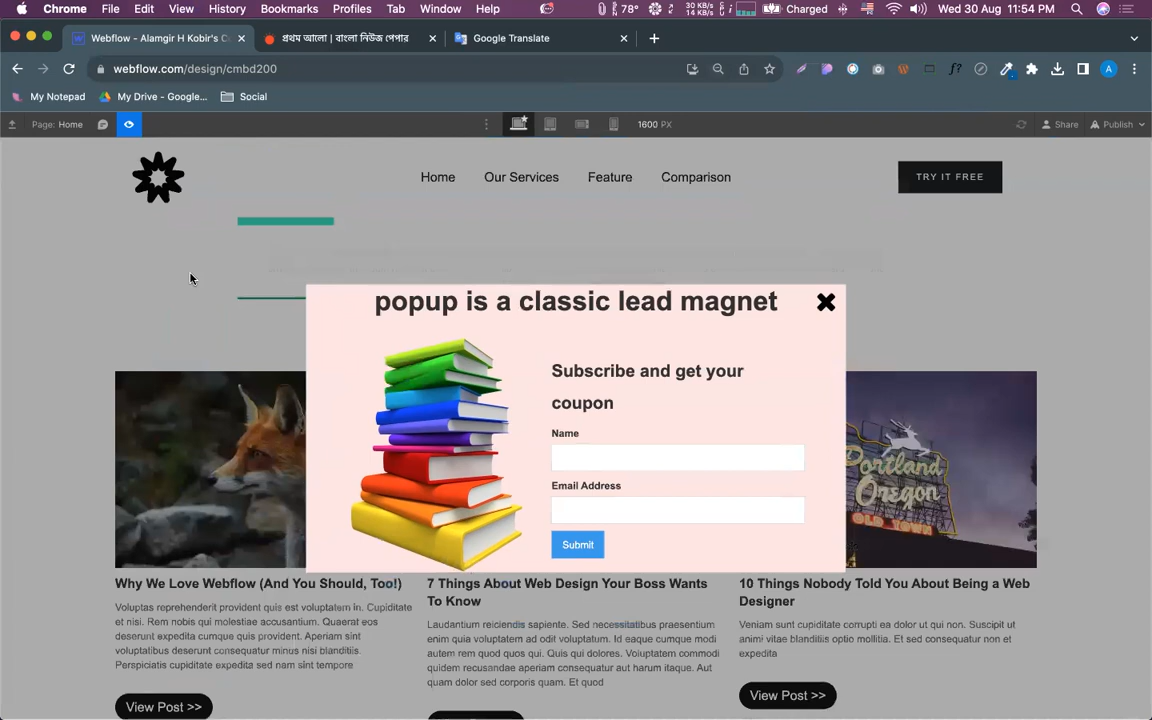 Chrome File Edit View History Bookmarks Profiles Tab Window Help 78° 30 KB/s 14 KB/s Charged Wed 30 Aug 11:54 PM
Webflow - Alamgir H Kobir's C প্রথম আলো | বাংলা নিউজ পেপার Google Translate
webflow.com/design/cmbd200
My Notepad My Drive - Google... Social
Page: Home 1600 PX Share Publish
Home Our Services Feature Comparison TRY IT FREE
popup is a classic lead magnet
Subscribe and get your
coupon
Name
Email Address
Submit
Portland
Oregon
OLD TOWN
Why We Love Webflow (And You Should, Too!)
Voluptas reprehenderit provident quis est voluptatem in. Cupiditate
et nisi. Rem quo qui molestiae accusantium. Quaerat eos
deserunt expedita cumque quis provident. Aperiam sint
voluptatibus deserunt consequatur minus nisi blanditiis.
Perspiciatis cupiditate expedita sed nam sint tempore
View Post >>
7 Things About Web Design Your Boss Wants
To Know
Laudantium reiciendis sapiente. Sed necessitatibus praesentium
enim quia voluptatem ad odit voluptatum. Id eaque cumque modi
autem rem quod quos qui. Quis qui dolores. Voluptatem commodi
quidem recusandae aperiam consequatur aut harum itaque. Ut
quam dolor sed corporis quam. Et quod
10 Things Nobody Told You About Being a Web
Designer
Veniam sunt cupiditate corrupti ea dolor ut qui non. Suscipit ut
animi vitae blanditiis optio mollitia. Et sed consequatur non et
expedita
View Post >>